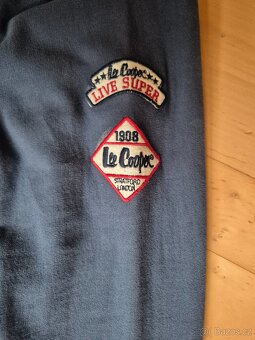 Lee Cooper
LIVE SUPER
1908
Lee Cooper
STRATFORD
LONDON
Bazos.cz